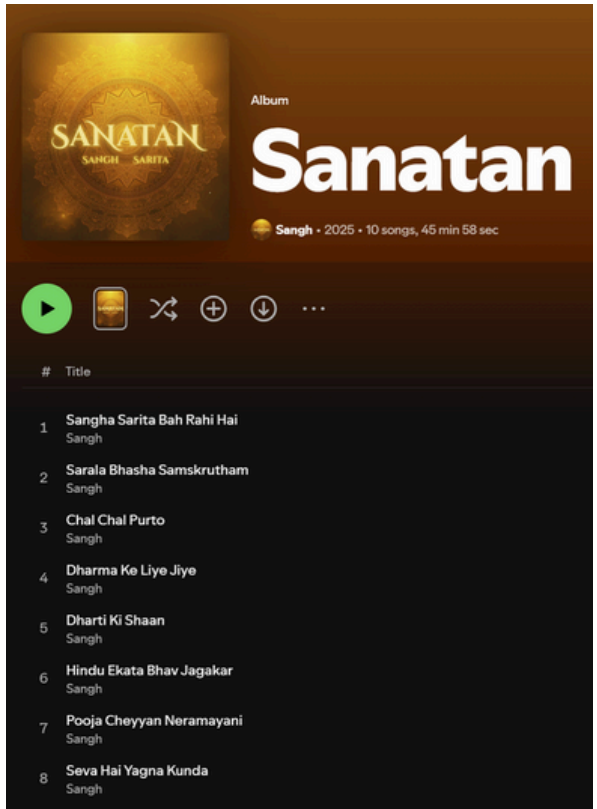 SANATAN
SANGH SARITA
Album
Sanatan
Sangh • 2025 • 10 songs, 45 min 58 sec
# Title
1 Sangha Sarita Bah Rahi Hai
Sangh
2 Sarala Bhasha Samskrutham
Sangh
3 Chal Chal Purto
Sangh
4 Dharma Ke Liye Jiye
Sangh
5 Dharti Ki Shaan
Sangh
6 Hindu Ekata Bhav Jagakar
Sangh
7 Pooja Cheyyan Neramayani
Sangh
8 Seva Hai Yagna Kunda
Sangh